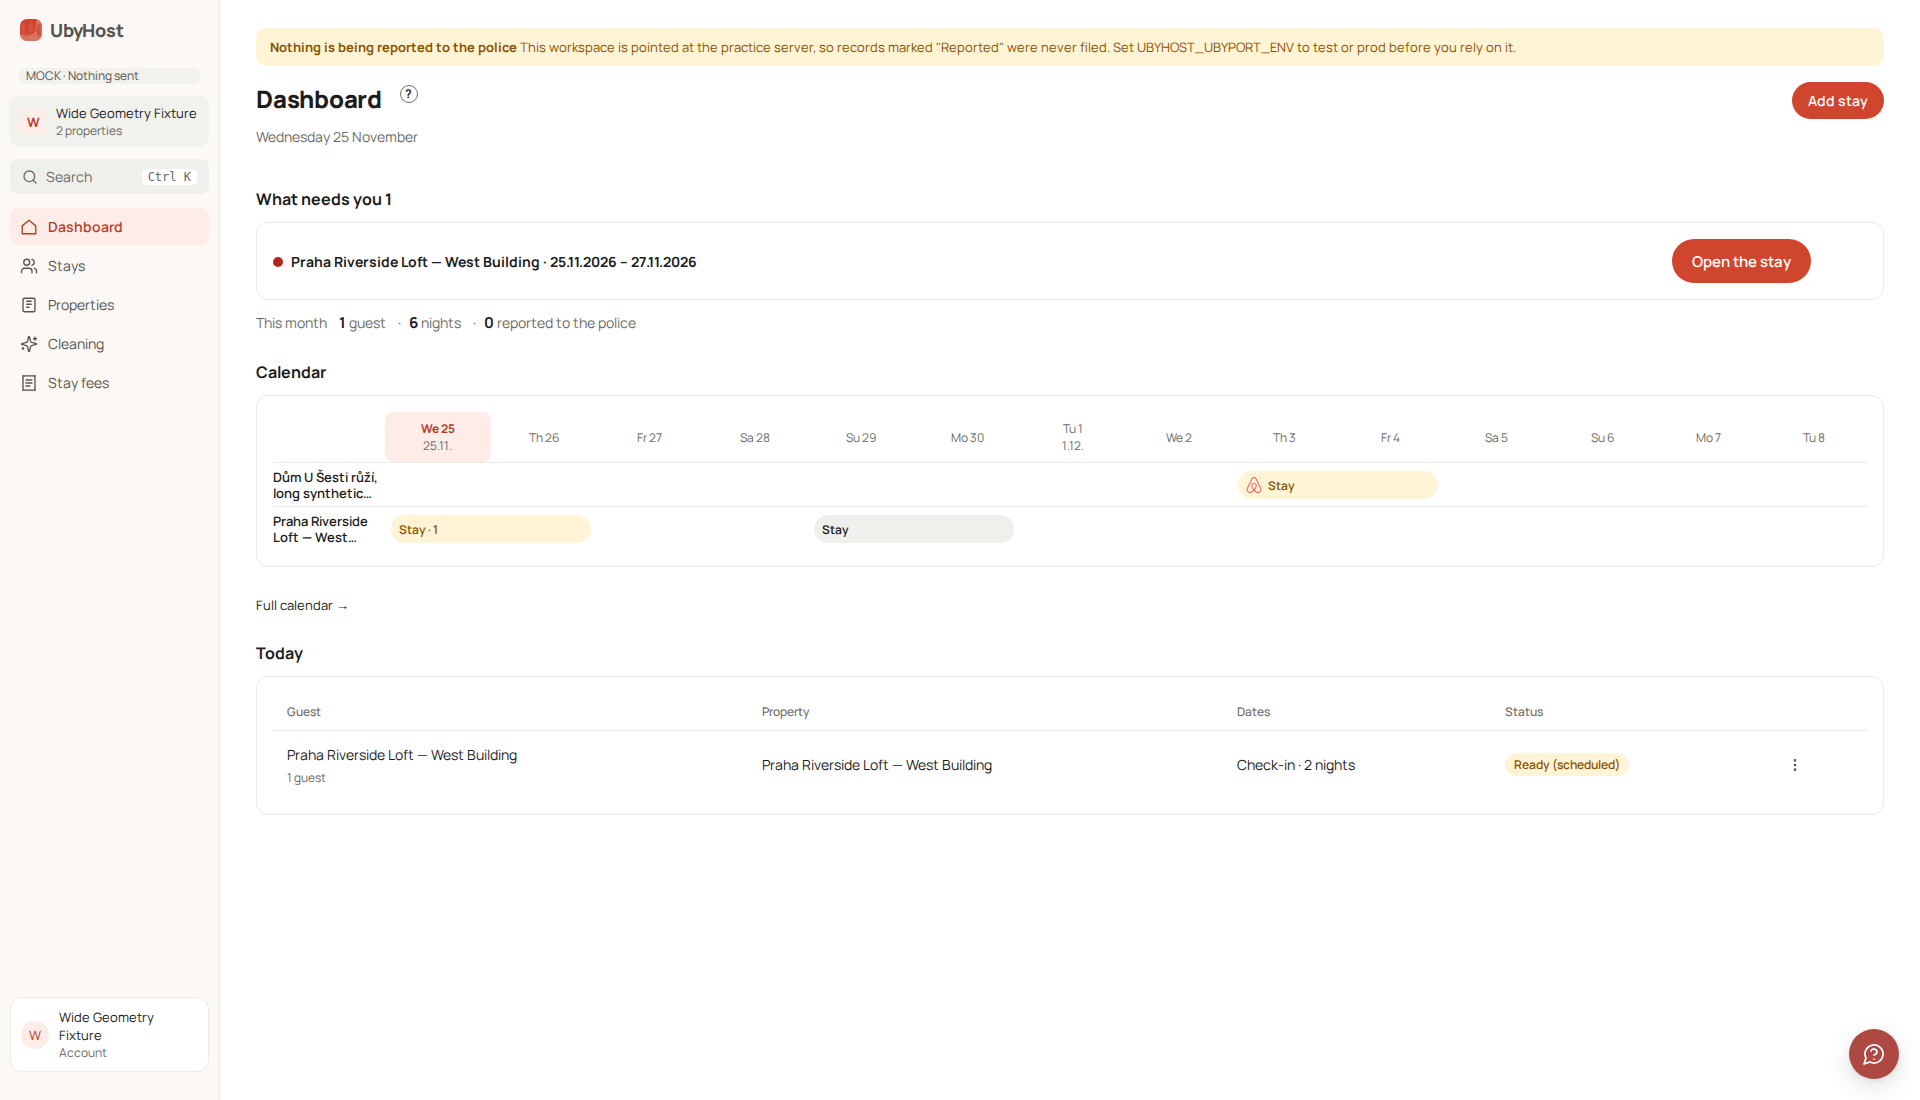 UbyHost
MOCK · Nothing sent
W
Wide Geometry Fixture
2 properties
Search
Ctrl K
Dashboard
Stays
Properties
Cleaning
Stay fees
W
Wide Geometry
Fixture
Account
Nothing is being reported to the police This workspace is pointed at the practice server, so records marked "Reported" were never filed. Set UBYHOST_UBYPORT_ENV to test or prod before you rely on it.
Dashboard ?
Add stay
Wednesday 25 November
What needs you 1
Praha Riverside Loft — West Building · 25.11.2026 – 27.11.2026
Open the stay
This month 1 guest · 6 nights · 0 reported to the police
Calendar
We 25
25.11.
Th 26
Fr 27
Sa 28
Su 29
Mo 30
Tu 1
1.12.
We 2
Th 3
Fr 4
Sa 5
Su 6
Mo 7
Tu 8
Dům U Šesti růží,
long synthetic…
Stay
Praha Riverside
Loft — West…
Stay · 1
Stay
Full calendar →
Today
Guest Property Dates Status
Praha Riverside Loft — West Building
1 guest
Praha Riverside Loft — West Building
Check-in · 2 nights
Ready (scheduled)